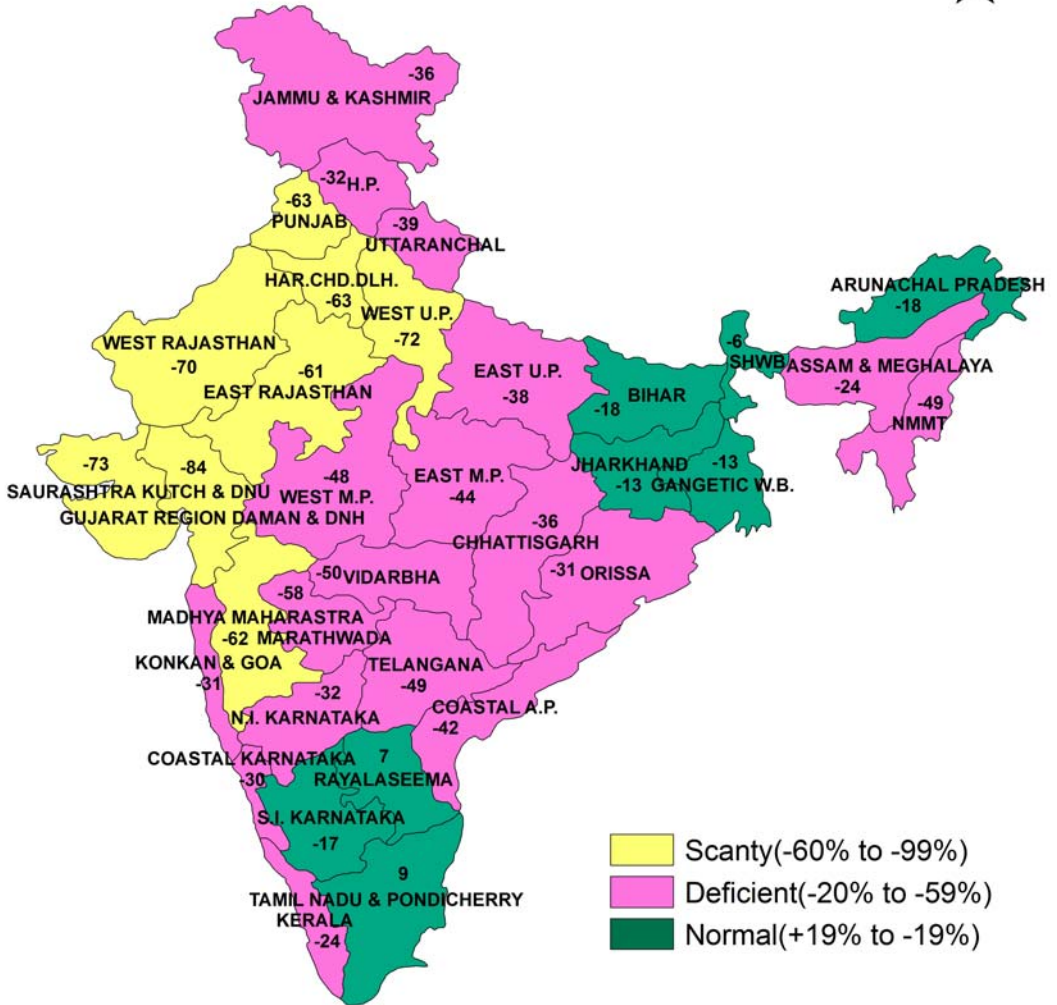 -36
JAMMU & KASHMIR
-32 H.P.
-63
PUNJAB
-39
UTTARANCHAL
HAR.CHD.DLH.
-63
WEST U.P.
-72
ARUNACHAL PRADESH
-18
WEST RAJASTHAN
-70
-61
EAST RAJASTHAN
EAST U.P.
-38
BIHAR
-18
-6
SHWB
ASSAM & MEGHALAYA
-24
-49
NMMT
-73
SAURASHTRA KUTCH & DNU
-84
GUJARAT REGION DAMAN & DNH
-48
WEST M.P.
EAST M.P.
-44
JHARKHAND
-13
-13
GANGETIC W.B.
-36
CHHATTISGARH
-31 ORISSA
-50 VIDARBHA
-58
MADHYA MAHARASTRA
-62 MARATHWADA
KONKAN & GOA
-31
TELANGANA
-49
-32
N.I. KARNATAKA
COASTAL A.P.
-42
COASTAL KARNATAKA
-30
7
RAYALASEEMA
S.I. KARNATAKA
-17
9
TAMIL NADU & PONDICHERRY
KERALA
-24
Scanty(-60% to -99%)
Deficient(-20% to -59%)
Normal(+19% to -19%)